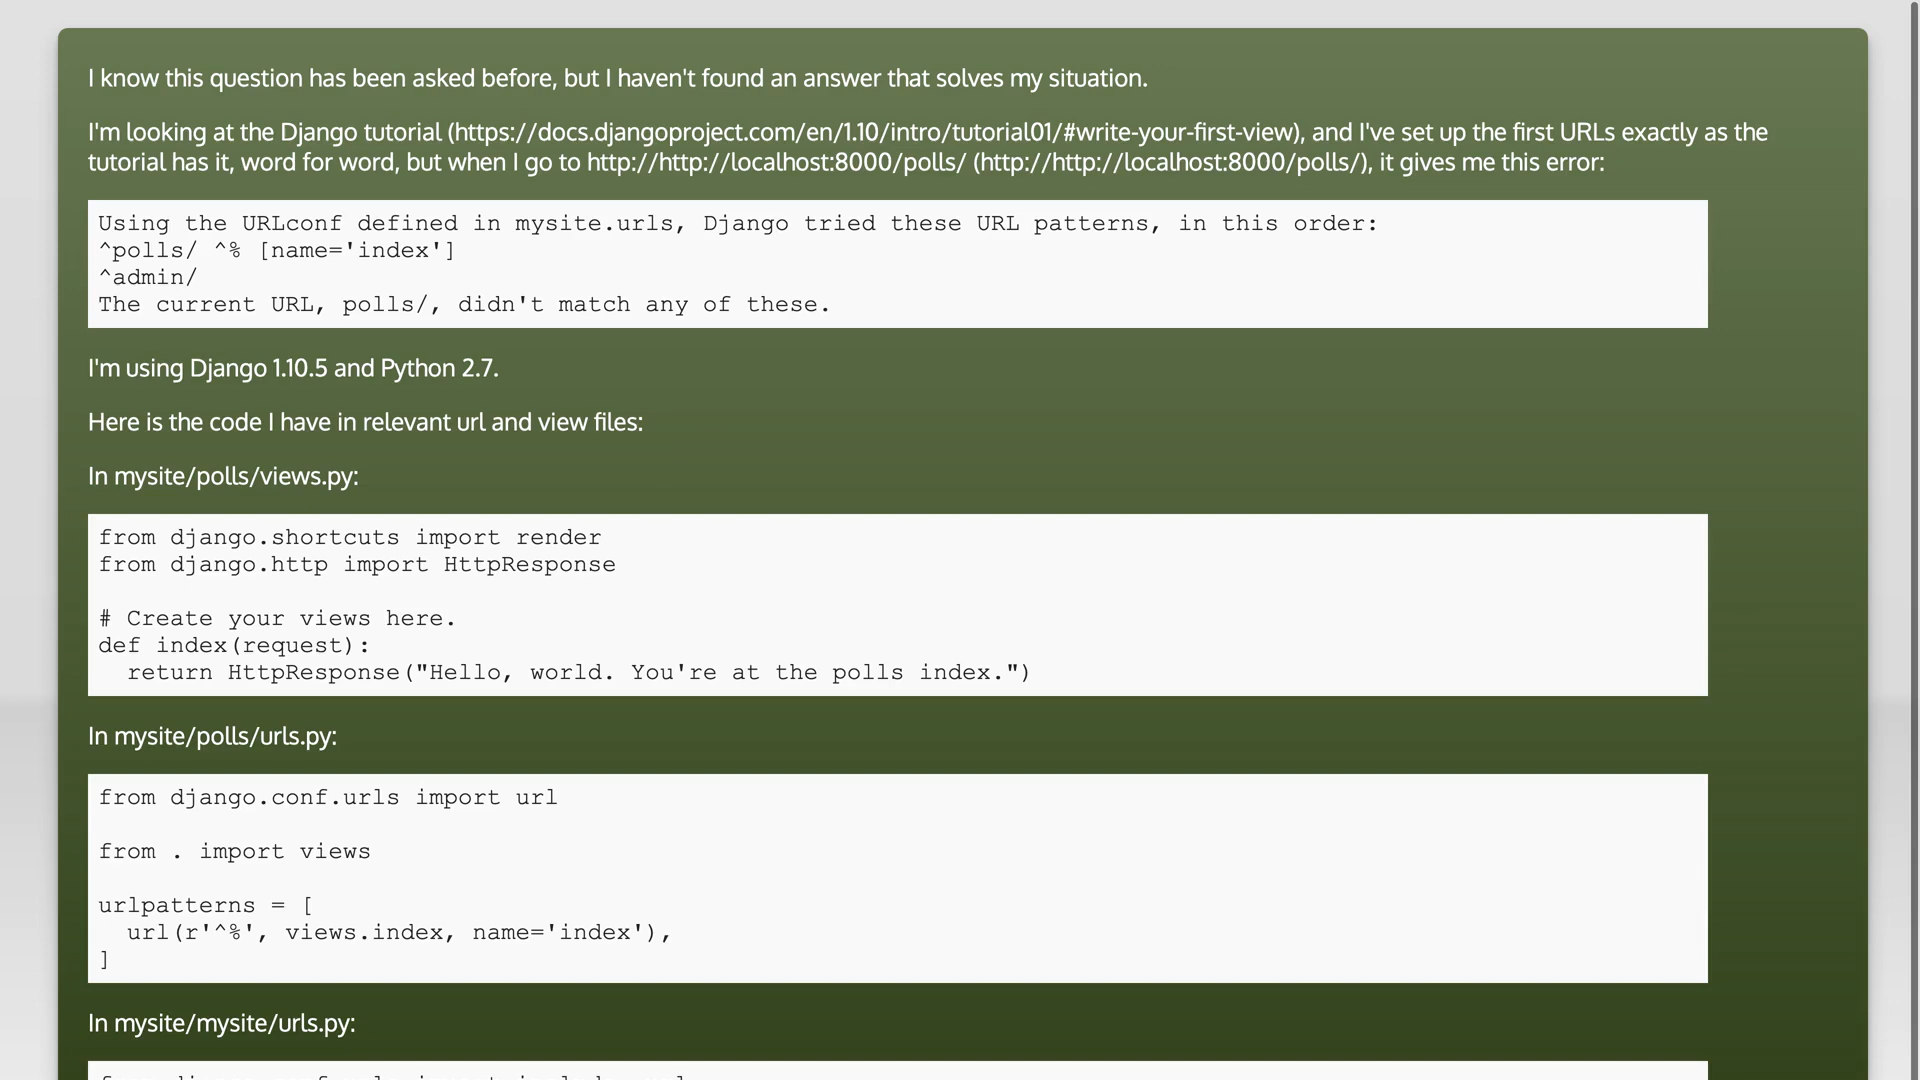 I know this question has been asked before, but I haven't found an answer that solves my situation.
I'm looking at the Django tutorial (https://docs.djangoproject.com/en/1.10/intro/tutorial01/#write-your-first-view), and I've set up the first URLs exactly as the
tutorial has it, word for word, but when I go to http://http://localhost:8000/polls/ (http://http://localhost:8000/polls/), it gives me this error:
Using the URLconf defined in mysite.urls, Django tried these URL patterns, in this order:
^polls/ ^% [name='index']
^admin/
The current URL, polls/, didn't match any of these.
I'm using Django 1.10.5 and Python 2.7.
Here is the code I have in relevant url and view files:
In mysite/polls/views.py:
from django.shortcuts import render
from django.http import HttpResponse
# Create your views here.
def index(request):
  return HttpResponse("Hello, world. You're at the polls index.")
In mysite/polls/urls.py:
from django.conf.urls import url
from . import views
urlpatterns = [
  url(r'^%', views.index, name='index'),
]
In mysite/mysite/urls.py: